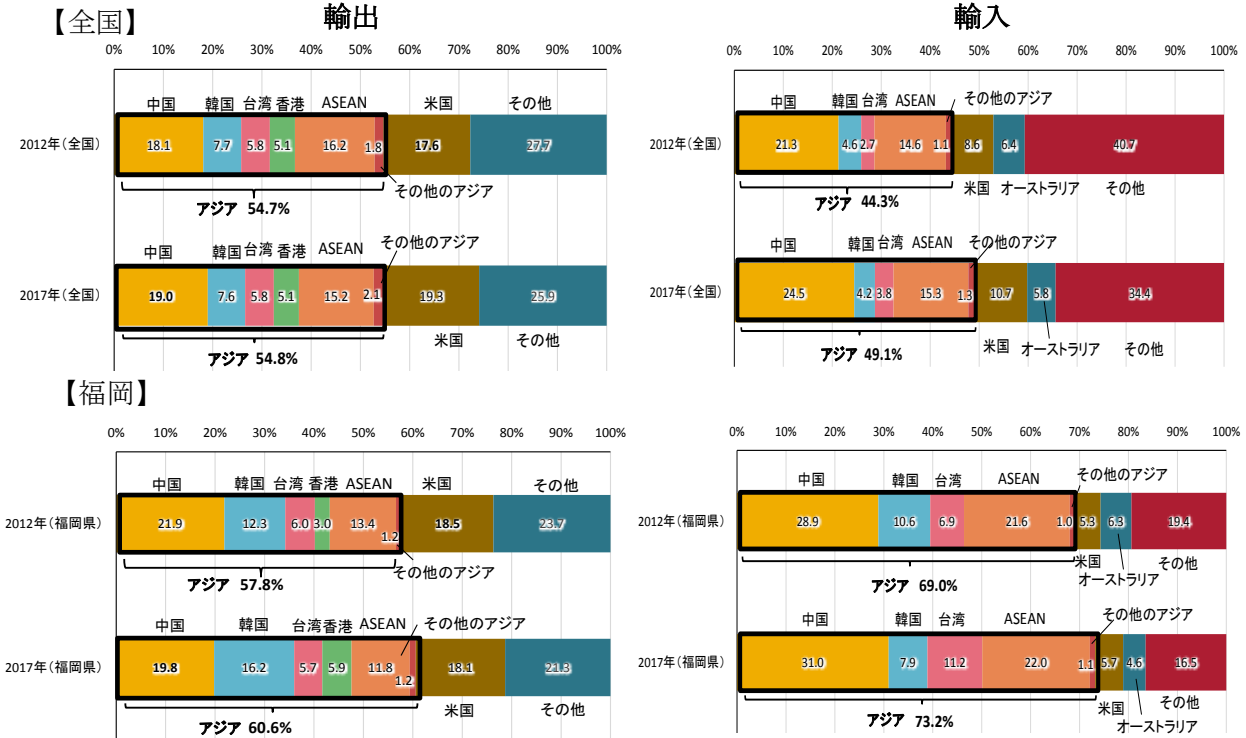 【全国】
輸出
0% 10% 20% 30% 40% 50% 60% 70% 80% 90% 100%
中国 韓国 台湾 香港 ASEAN 米国 その他
2012年(全国) 18.1 7.7 5.8 5.1 16.2 1.8 17.6 27.7
その他のアジア
アジア 54.7%
中国 韓国 台湾 香港 ASEAN その他のアジア
2017年(全国) 19.0 7.6 5.8 5.1 15.2 2.1 19.3 25.9
米国 その他
アジア 54.8%
輸入
0% 10% 20% 30% 40% 50% 60% 70% 80% 90% 100%
中国 韓国 台湾 ASEAN その他のアジア
2012年(全国) 21.3 4.6 2.7 14.6 1.1 8.6 6.4 40.7
米国 オーストラリア その他
アジア 44.3%
中国 韓国 台湾 ASEAN その他のアジア
2017年(全国) 24.5 4.2 3.8 15.3 1.3 10.7 5.8 34.4
米国 オーストラリア その他
アジア 49.1%
【福岡】
0% 10% 20% 30% 40% 50% 60% 70% 80% 90% 100%
中国 韓国 台湾 香港 ASEAN 米国 その他
2012年(福岡県) 21.9 12.3 6.0 3.0 13.4 1.2 18.5 23.7
その他のアジア
アジア 57.8%
中国 韓国 台湾 香港 ASEAN その他のアジア
2017年(福岡県) 19.8 16.2 5.7 5.9 11.8 1.2 18.1 21.3
米国 その他
アジア 60.6%
0% 10% 20% 30% 40% 50% 60% 70% 80% 90% 100%
中国 韓国 台湾 ASEAN その他のアジア
2012年(福岡県) 28.9 10.6 6.9 21.6 1.0 5.3 6.3 19.4
米国 オーストラリア その他
アジア 69.0%
中国 韓国 台湾 ASEAN その他のアジア
2017年(福岡県) 31.0 7.9 11.2 22.0 1.1 5.7 4.6 16.5
米国 オーストラリア その他
アジア 73.2%